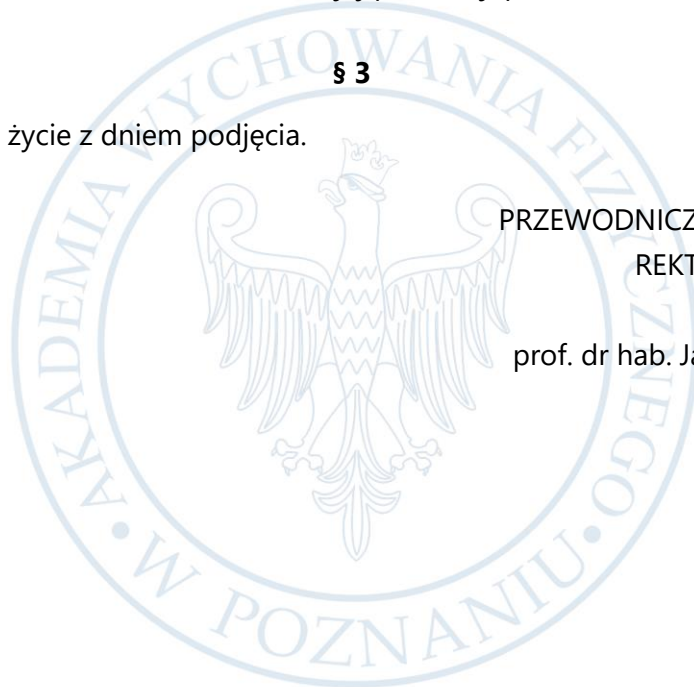 § 3
życie z dniem podjęcia.
PRZEWODNICZ
REKT
prof. dr hab. Ja
• AKADEMIA WYCHOWANIA FIZYCZNEGO •
W POZNANIU